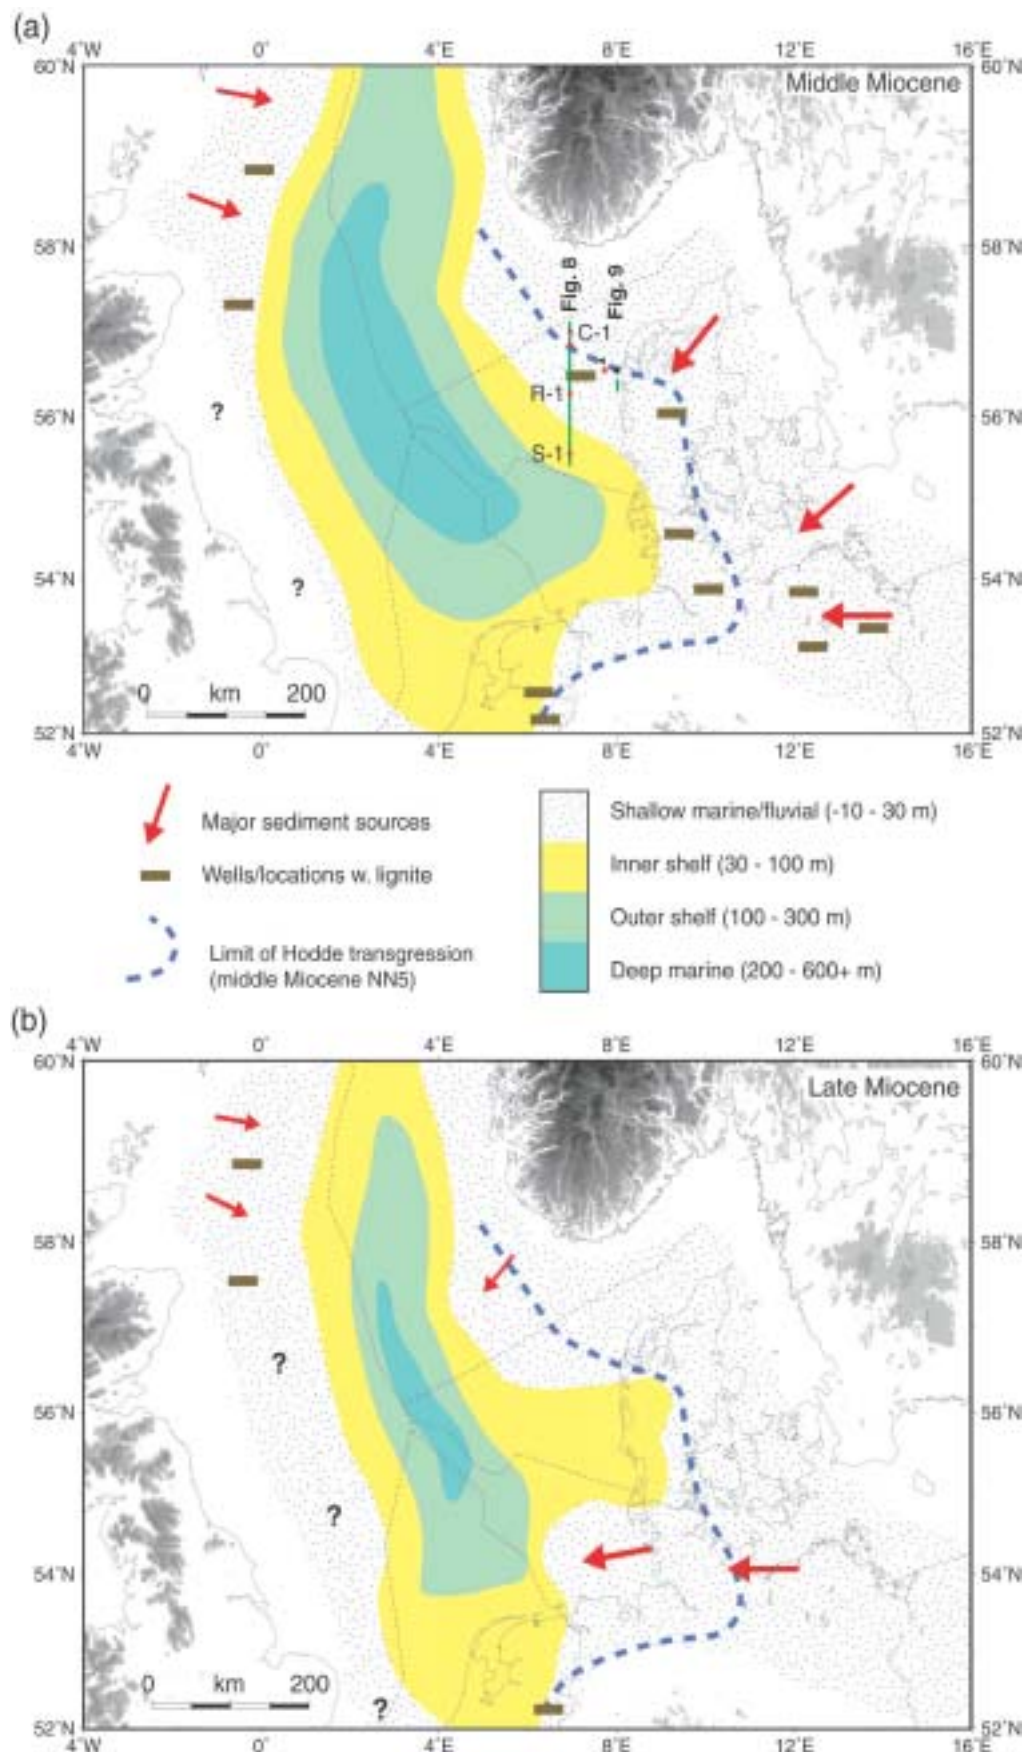 (a)
4˚W 0˚ 4˚E 8˚E 12˚E 16˚E
60˚N 60˚N
Middle Miocene
58˚N 58˚N
Fig. 8
Fig. 9
C-1
R-1
56˚N 56˚N
?
S-1
54˚N 54˚N
?
0 km 200
52˚N 52˚N
4˚W 0˚ 4˚E 8˚E 12˚E 16˚E
Major sediment sources
Wells/locations w. lignite
Limit of Hodde transgression
(middle Miocene NN5)
Shallow marine/fluvial (-10 - 30 m)
Inner shelf (30 - 100 m)
Outer shelf (100 - 300 m)
Deep marine (200 - 600+ m)
(b)
4˚W 0˚ 4˚E 8˚E 12˚E 16˚E
60˚N 60˚N
Late Miocene
58˚N 58˚N
?
56˚N 56˚N
?
54˚N 54˚N
0 km 200
?
52˚N 52˚N
4˚W 0˚ 4˚E 8˚E 12˚E 16˚E